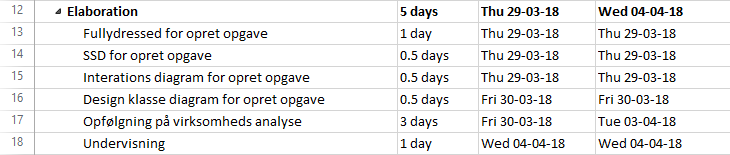 12 Elaboration 5 days Thu 29-03-18 Wed 04-04-18
13 Fullydressed for opret opgave 1 day Thu 29-03-18 Thu 29-03-18
14 SSD for opret opgave 0.5 days Thu 29-03-18 Thu 29-03-18
15 Interations diagram for opret opgave 0.5 days Thu 29-03-18 Thu 29-03-18
16 Design klasse diagram for opret opgave 0.5 days Fri 30-03-18 Fri 30-03-18
17 Opfølgning på virksomheds analyse 3 days Fri 30-03-18 Tue 03-04-18
18 Undervisning 1 day Wed 04-04-18 Wed 04-04-18